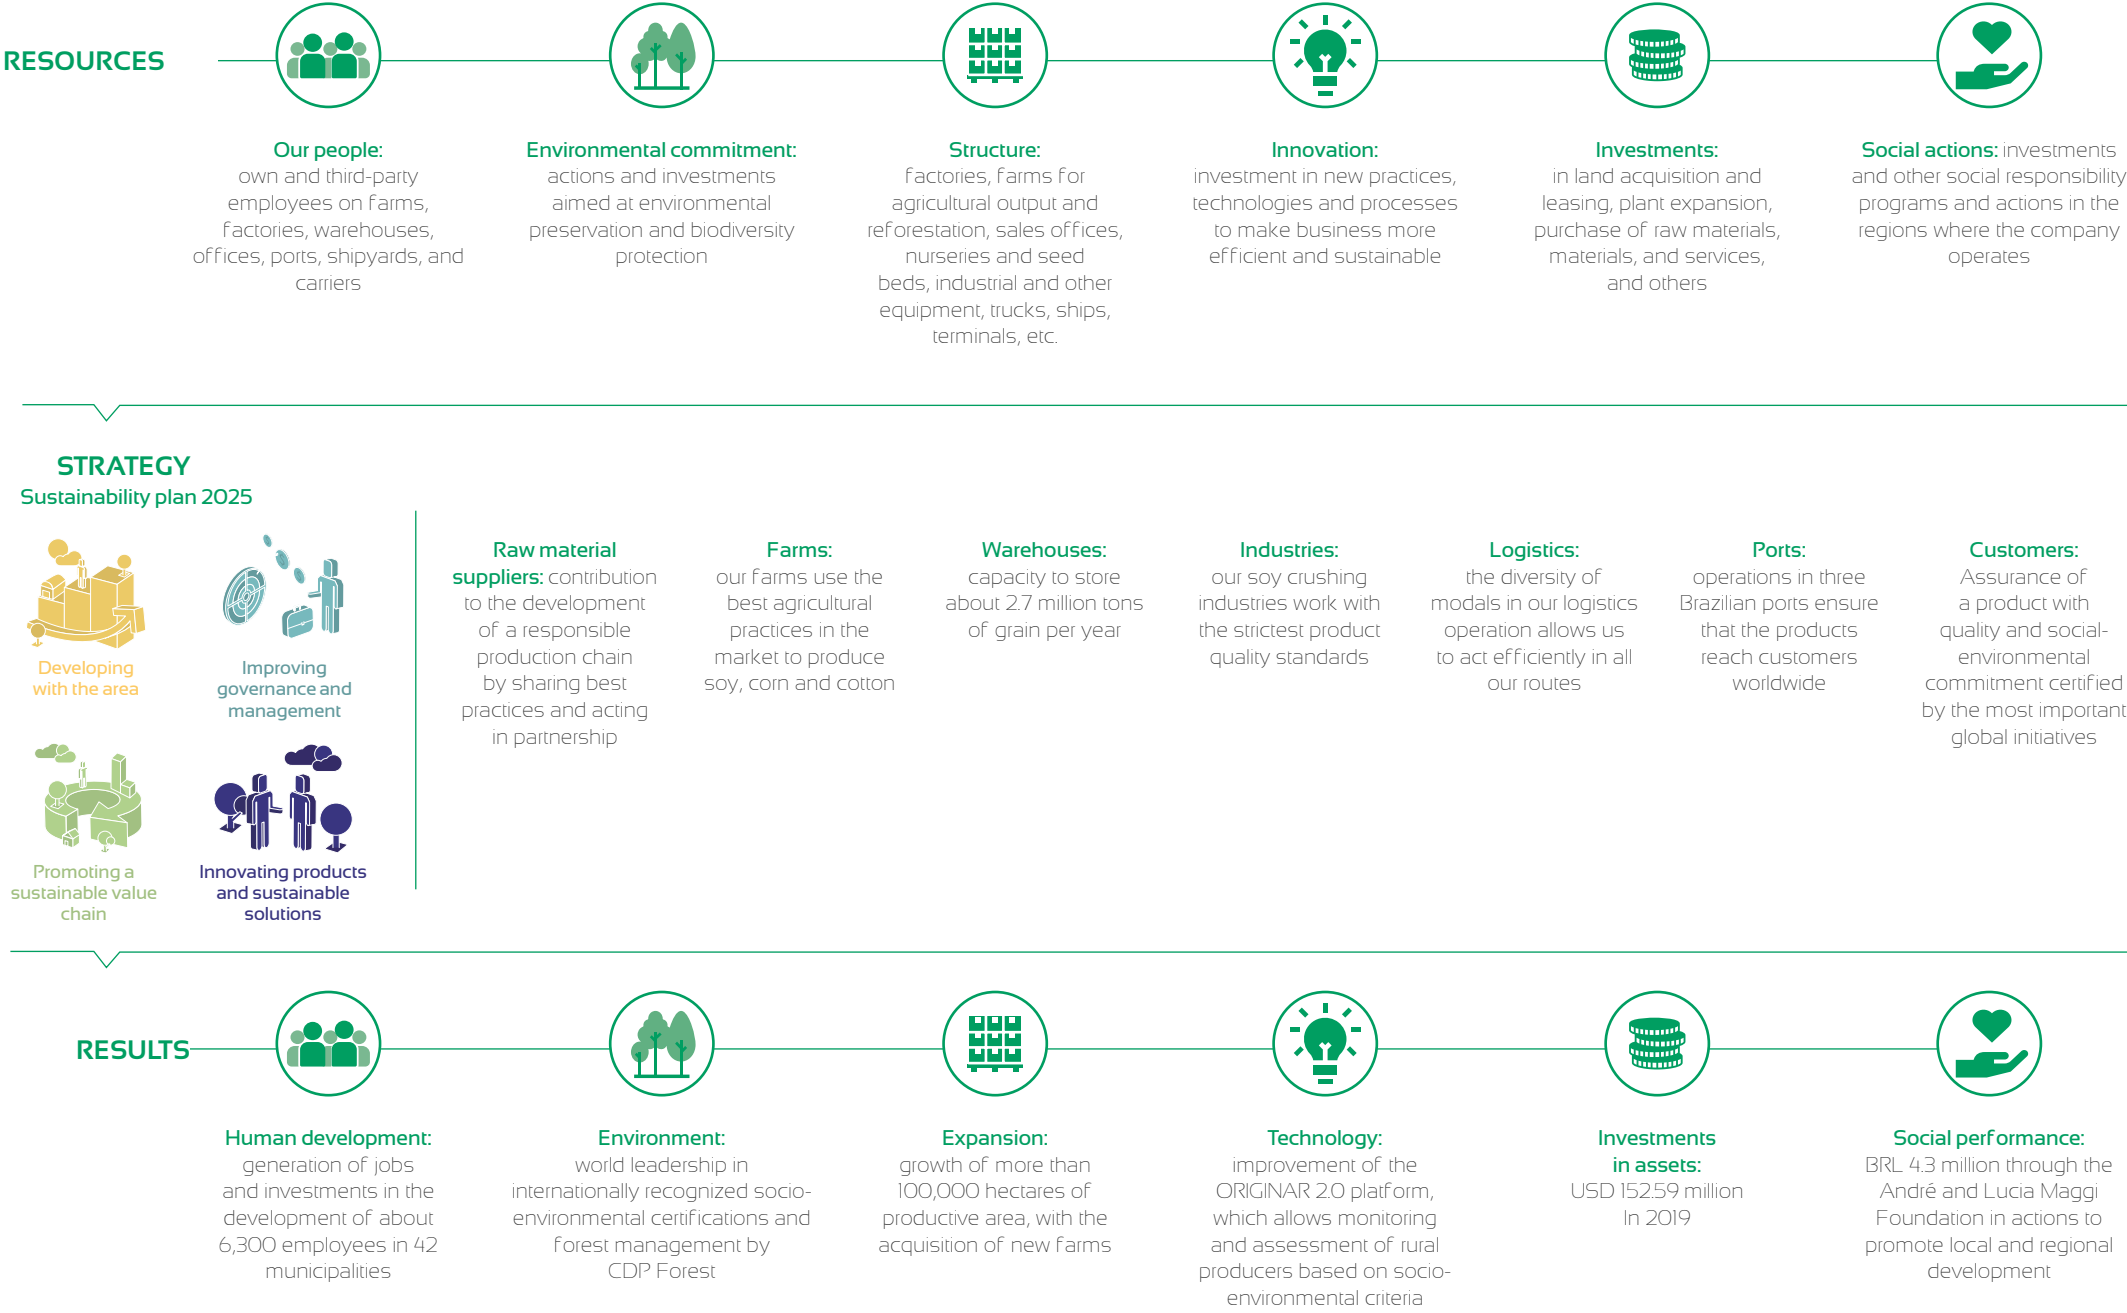 RESOURCES
Our people:
own and third-party
employees on farms,
factories, warehouses,
offices, ports, shipyards, and
carriers
Environmental commitment:
actions and investments
aimed at environmental
preservation and biodiversity
protection
Structure:
factories, farms for
agricultural output and
reforestation, sales offices,
nurseries and seed
beds, industrial and other
equipment, trucks, ships,
terminals, etc.
Innovation:
investment in new practices,
technologies and processes
to make business more
efficient and sustainable
Investments:
in land acquisition and
leasing, plant expansion,
purchase of raw materials,
materials, and services,
and others
Social actions: investments
and other social responsibility
programs and actions in the
regions where the company
operates
STRATEGY
Sustainability plan 2025
Developing
with the area
Improving
governance and
management
Promoting a
sustainable value
chain
Innovating products
and sustainable
solutions
Raw material
suppliers: contribution
to the development
of a responsible
production chain
by sharing best
practices and acting
in partnership
Farms:
our farms use the
best agricultural
practices in the
market to produce
soy, corn and cotton
Warehouses:
capacity to store
about 2.7 million tons
of grain per year
Industries:
our soy crushing
industries work with
the strictest product
quality standards
Logistics:
the diversity of
modals in our logistics
operation allows us
to act efficiently in all
our routes
Ports:
operations in three
Brazilian ports ensure
that the products
reach customers
worldwide
Customers:
Assurance of
a product with
quality and social-
environmental
commitment certified
by the most important
global initiatives
RESULTS
Human development:
generation of jobs
and investments in the
development of about
6,300 employees in 42
municipalities
Environment:
world leadership in
internationally recognized socio-
environmental certifications and
forest management by
CDP Forest
Expansion:
growth of more than
100,000 hectares of
productive area, with the
acquisition of new farms
Technology:
improvement of the
ORIGINAR 2.0 platform,
which allows monitoring
and assessment of rural
producers based on socio-
environmental criteria
Investments
in assets:
USD 152.59 million
In 2019
Social performance:
BRL 4.3 million through the
André and Lucia Maggi
Foundation in actions to
promote local and regional
development